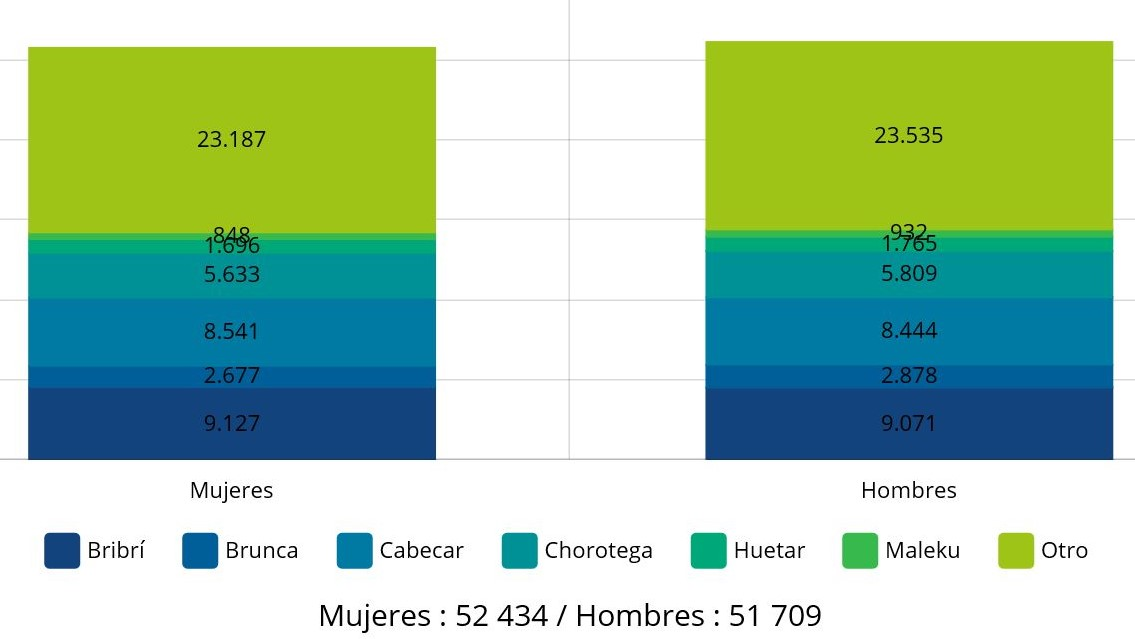 23.187
23.535
848
932
1.696
1.765
5.633
5.809
8.541
8.444
2.677
2.878
9.127
9.071
Mujeres
Hombres
Bribrí
Brunca
Cabecar
Chorotega
Huetar
Maleku
Otro
Mujeres : 52 434 / Hombres : 51 709